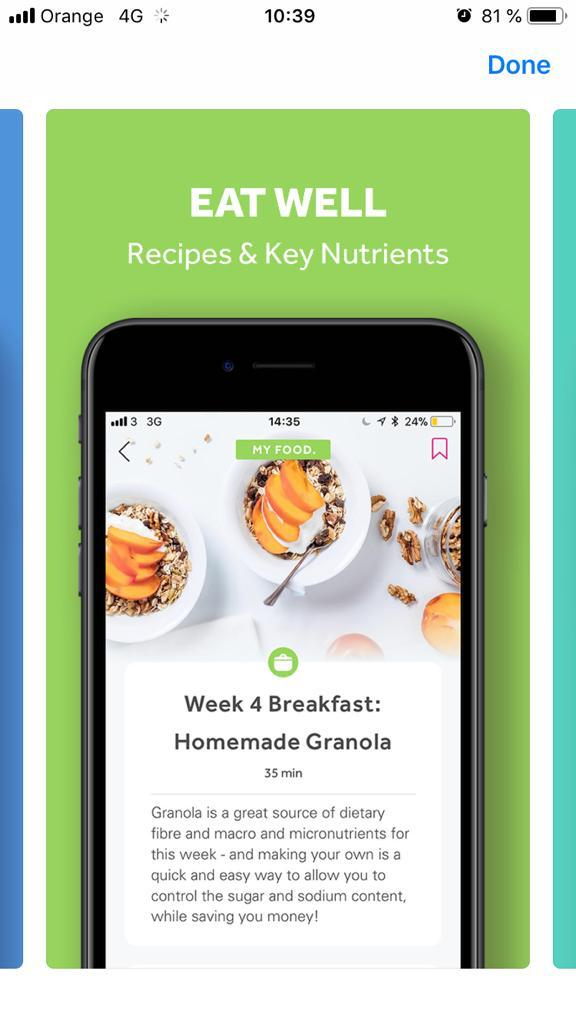 Orange 4G 10:39 81 %
Done
EAT WELL
Recipes & Key Nutrients
3 3G 14:35 24%
MY FOOD.
Week 4 Breakfast:
Homemade Granola
35 min
Granola is a great source of dietary
fibre and macro and micronutrients for
this week - and making your own is a
quick and easy way to allow you to
control the sugar and sodium content,
while saving you money!